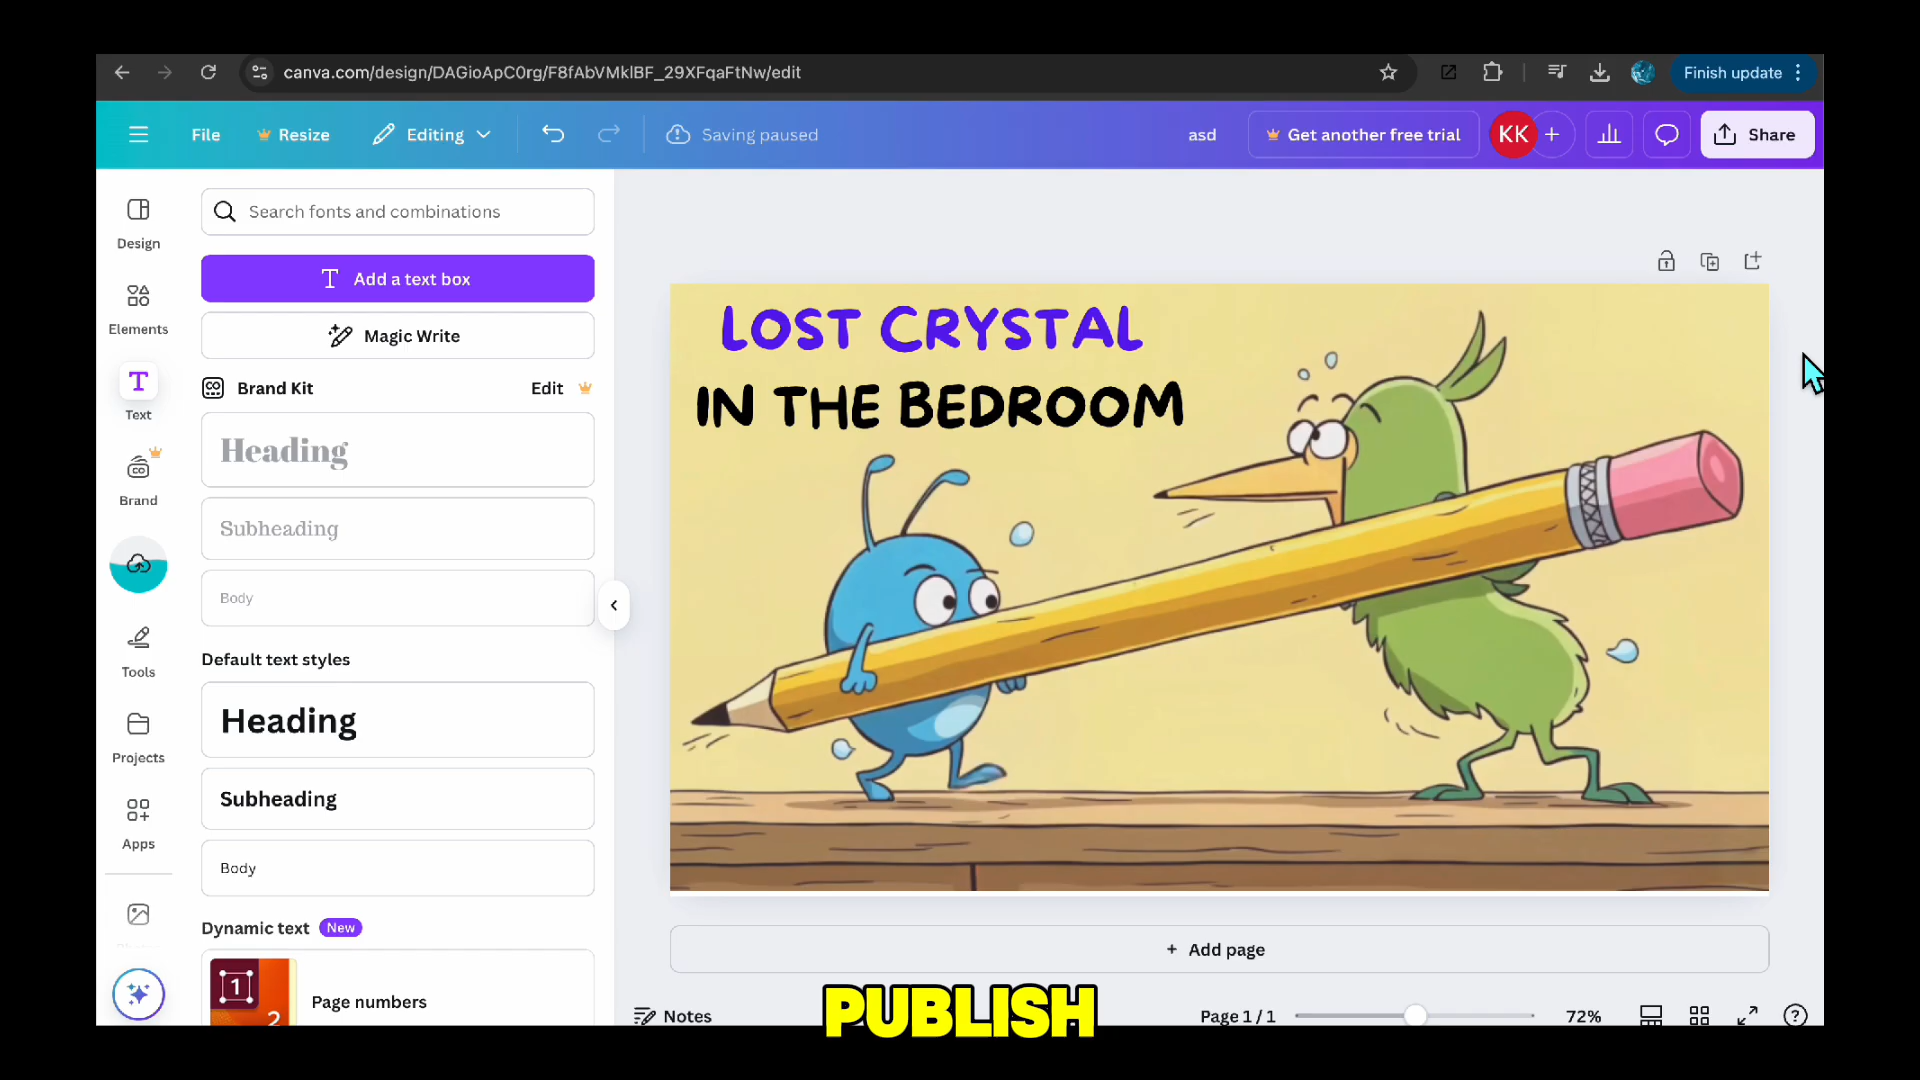 canva.com/design/DAGioApC0rg/F8fAbVMklBF_29XFqaFtNw/edit
Finish update
File
Resize
Editing
Saving paused
asd
Get another free trial
KK
Share
Design
Elements
Text
Brand
Tools
Projects
Apps
Search fonts and combinations
Add a text box
Magic Write
Brand Kit
Edit
Heading
Subheading
Body
Default text styles
Heading
Subheading
Body
Dynamic text
New
1
2
Page numbers
LOST CRYSTAL
IN THE BEDROOM
+ Add page
Notes
PUBLISH
Page 1 / 1
72%